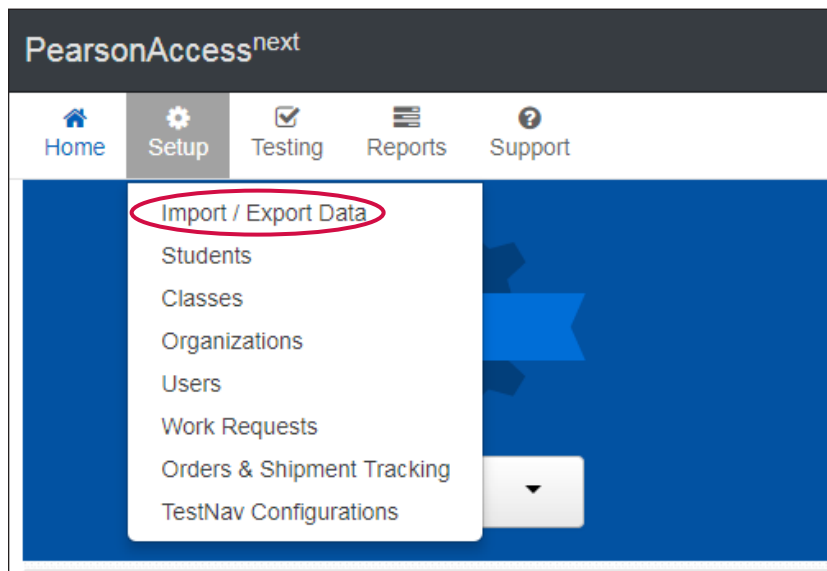 PearsonAccessnext
Home Setup Testing Reports Support
Import / Export Data
Students
Classes
Organizations
Users
Work Requests
Orders & Shipment Tracking
TestNav Configurations